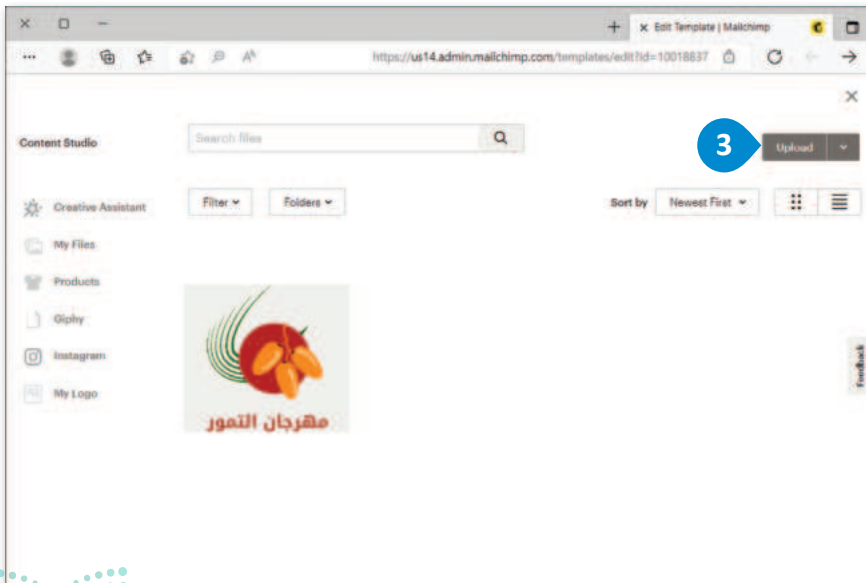 Edit Template | Mailchimp
https://us14.admin.mailchimp.com/templates/edit?id=10018837
Content Studio
Search files
3
Upload
Creative Assistant
Filter
Folders
Sort by
Newest First
My Files
Products
Giphy
Instagram
My Logo
Feedback
مهرجان التمور